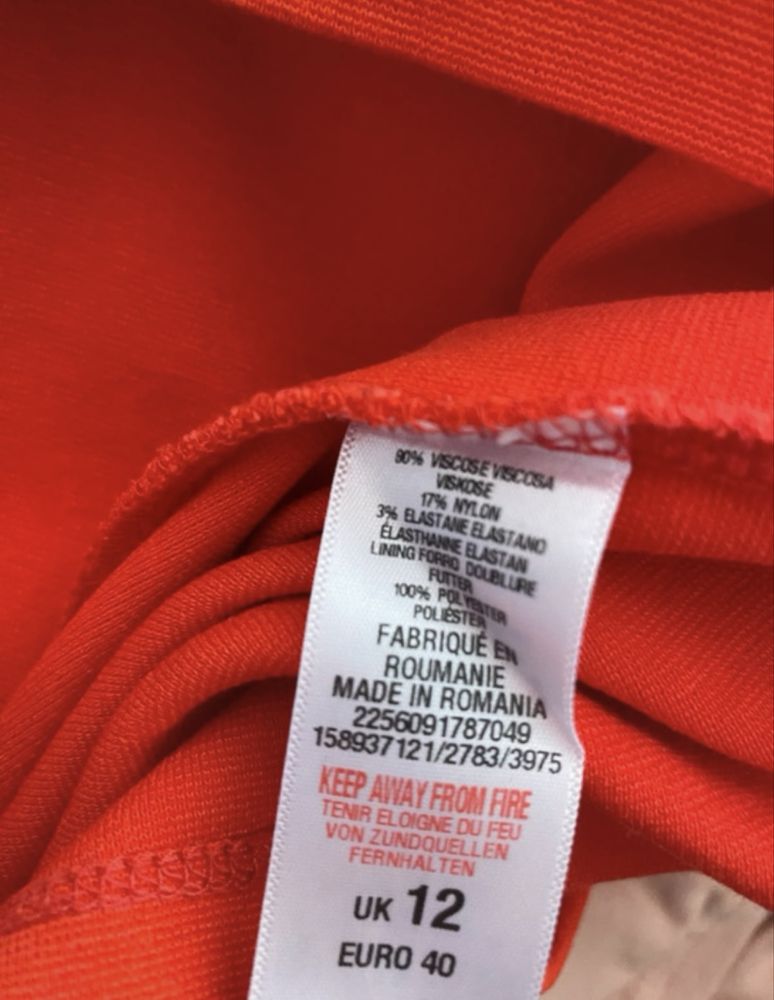 80% VISCOSE VISCOSA
VISKOSE
17% NYLON
3% ELASTANE ELASTANO
ÉLASTHANNE ELASTAN
LINING FORRO DOUBLURE
FUTTER
100% POLYESTER
POLIÉSTER
FABRIQUÉ EN
ROUMANIE
MADE IN ROMANIA
2256091787049
158937121/2783/3975
KEEP AWAY FROM FIRE
TENIR ELOIGNE DU FEU
VON ZUNDQUELLEN
FERNHALTEN
UK 12
EURO 40